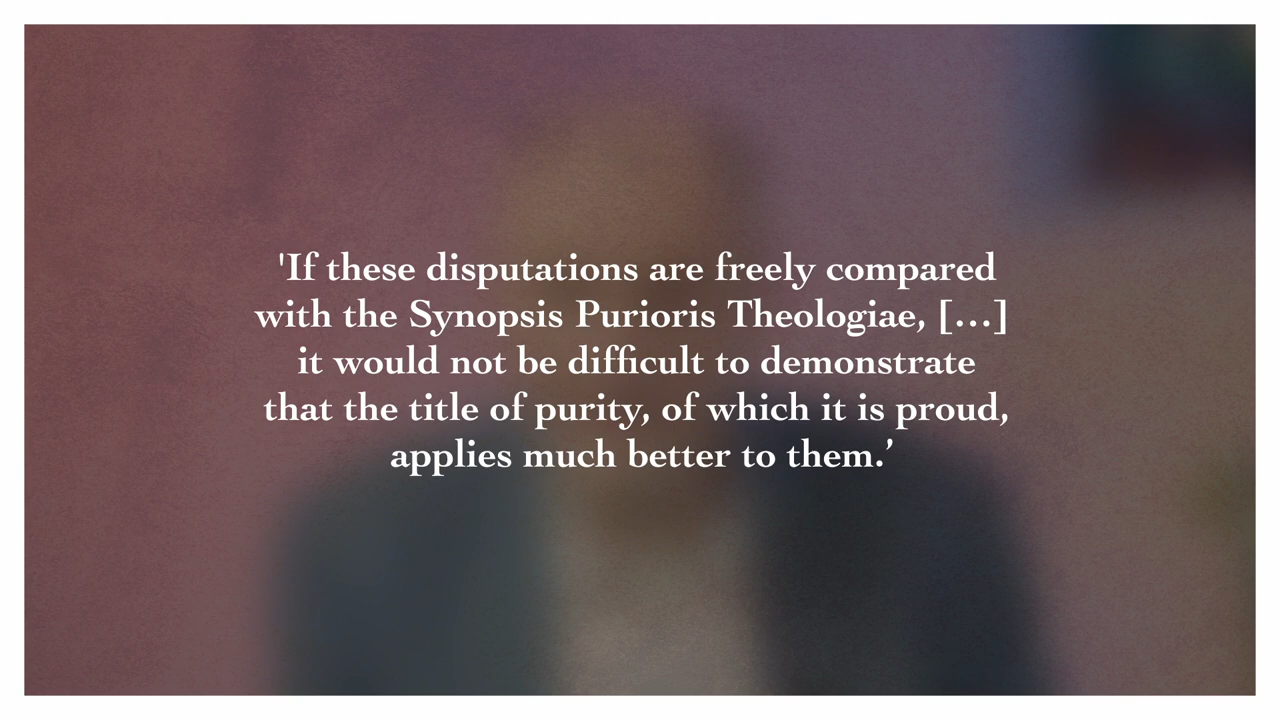 'If these disputations are freely compared
with the Synopsis Purioris Theologiae, [...]
it would not be difficult to demonstrate
that the title of purity, of which it is proud,
applies much better to them.’